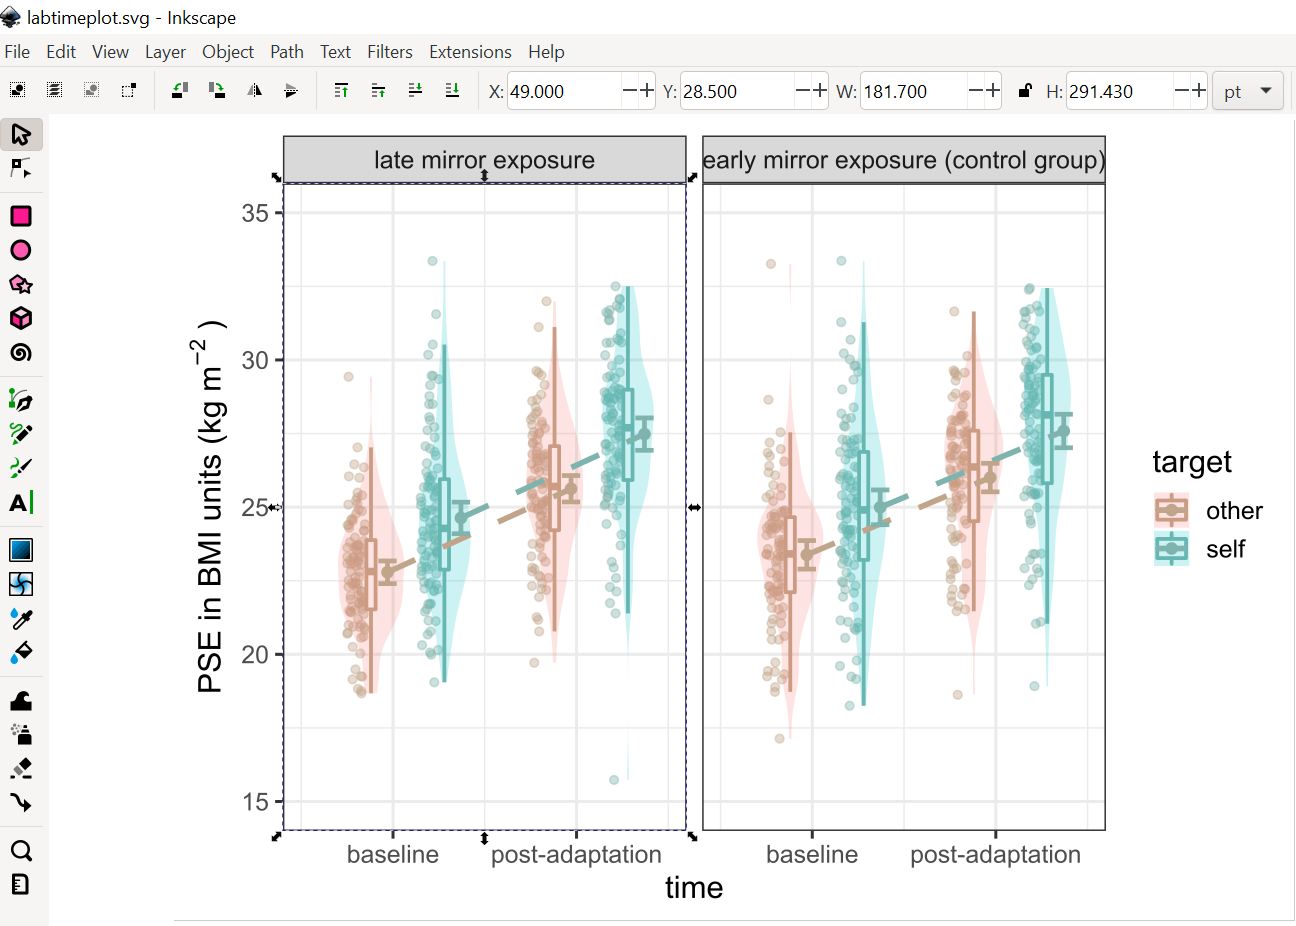 labtimeplot.svg - Inkscape
File Edit View Layer Object Path Text Filters Extensions Help
X: 49.000 Y: 28.500 W: 181.700 H: 291.430 pt
late mirror exposure
early mirror exposure (control group)
PSE in BMI units (kg m⁻² )
35
30
25
20
15
baseline post-adaptation
baseline post-adaptation
time
target
other
self